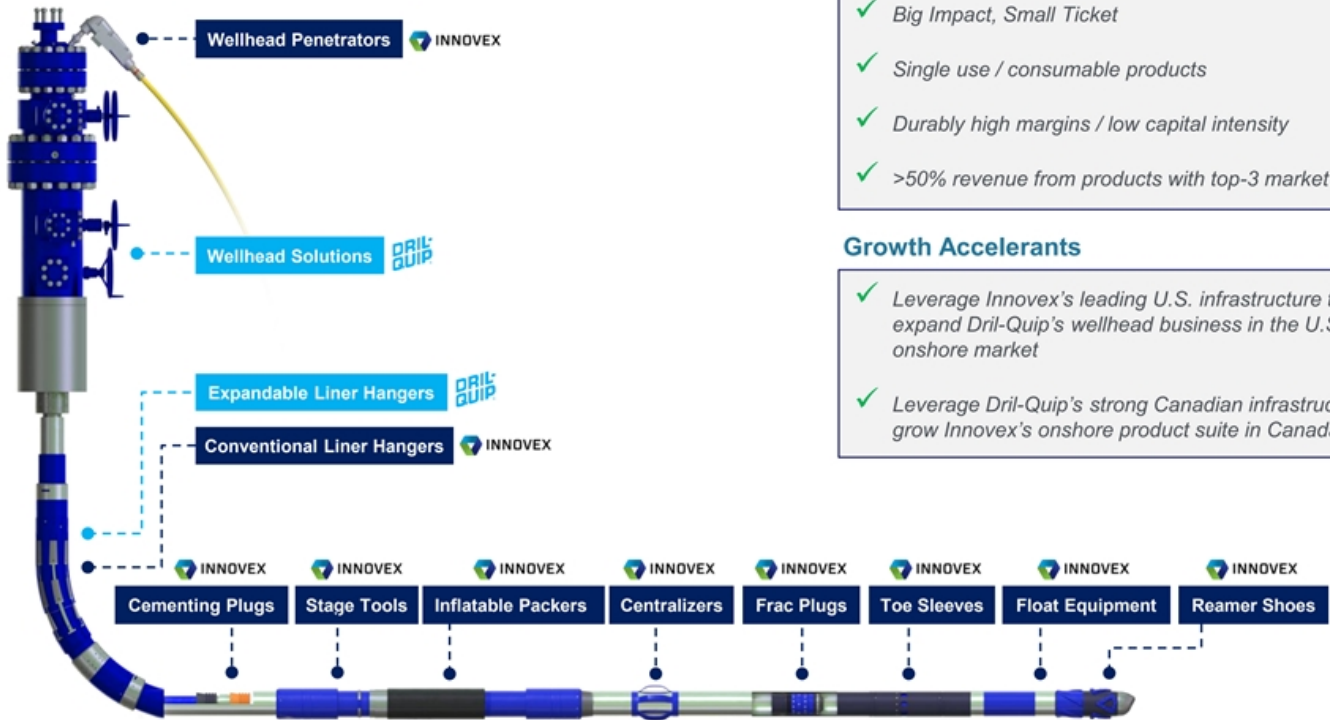 Wellhead Penetrators
INNOVEX
Wellhead Solutions
DRIL-
QUIP
Expandable Liner Hangers
DRIL-
QUIP
Conventional Liner Hangers
INNOVEX
INNOVEX
INNOVEX
INNOVEX
INNOVEX
INNOVEX
INNOVEX
INNOVEX
INNOVEX
Cementing Plugs
Stage Tools
Inflatable Packers
Centralizers
Frac Plugs
Toe Sleeves
Float Equipment
Reamer Shoes
Big Impact, Small Ticket
Single use / consumable products
Durably high margins / low capital intensity
>50% revenue from products with top-3 market
Growth Accelerants
Leverage Innovex's leading U.S. infrastructure
expand Dril-Quip's wellhead business in the U.S
onshore market
Leverage Dril-Quip's strong Canadian infrastruc
grow Innovex's onshore product suite in Canada